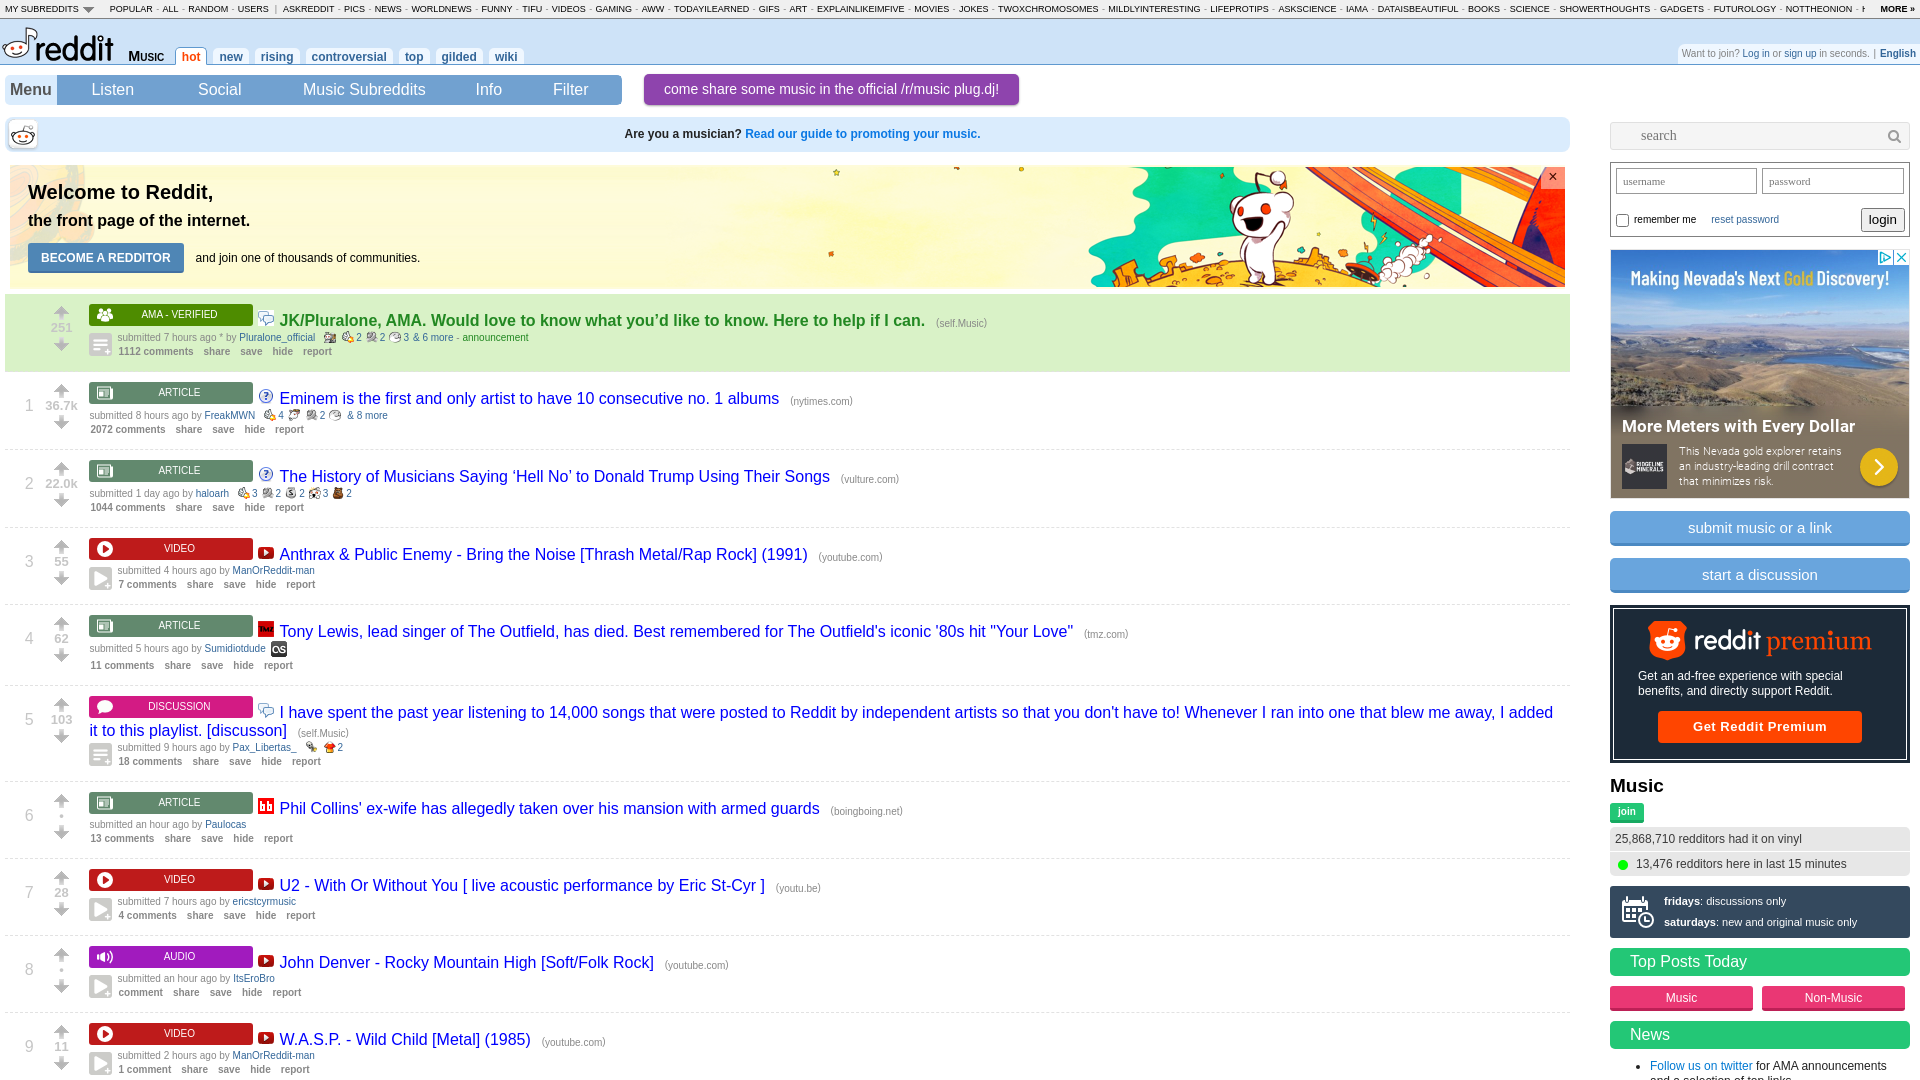 MY SUBREDDITS POPULAR - ALL - RANDOM - USERS | ASKREDDIT - PICS - NEWS - WORLDNEWS - FUNNY - TIFU - VIDEOS - GAMING - AWW - TODAYILEARNED - GIFS - ART - EXPLAINLIKEIMFIVE - MOVIES - JOKES - TWOXCHROMOSOMES - MILDLYINTERESTING - LIFEPROTIPS - ASKSCIENCE - IAMA - DATAISBEAUTIFUL - BOOKS - SCIENCE - SHOWERTHOUGHTS - GADGETS - FUTUROLOGY - NOTTHEONION - MORE »
reddit Music hot new rising controversial top gilded wiki
Want to join? Log in or sign up in seconds. | English
Menu Listen Social Music Subreddits Info Filter
come share some music in the official /r/music plug.dj!
Are you a musician? Read our guide to promoting your music.
Welcome to Reddit,
the front page of the internet.
BECOME A REDDITOR and join one of thousands of communities.
×
251
AMA - VERIFIED JK/Pluralone, AMA. Would love to know what you’d like to know. Here to help if I can. (self.Music)
submitted 7 hours ago * by Pluralone_official 2 2 3 & 6 more - announcement
1112 comments share save hide report
1 36.7k
ARTICLE Eminem is the first and only artist to have 10 consecutive no. 1 albums (nytimes.com)
submitted 8 hours ago by FreakMWN 4 2 & 8 more
2072 comments share save hide report
2 22.0k
ARTICLE The History of Musicians Saying ‘Hell No’ to Donald Trump Using Their Songs (vulture.com)
submitted 1 day ago by haloarh 3 2 2 3 2
1044 comments share save hide report
3 55
VIDEO Anthrax & Public Enemy - Bring the Noise [Thrash Metal/Rap Rock] (1991) (youtube.com)
submitted 4 hours ago by ManOrReddit-man
7 comments share save hide report
4 62
ARTICLE TMZ Tony Lewis, lead singer of The Outfield, has died. Best remembered for The Outfield's iconic '80s hit "Your Love" (tmz.com)
submitted 5 hours ago by Sumidiotdude
11 comments share save hide report
5 103
DISCUSSION I have spent the past year listening to 14,000 songs that were posted to Reddit by independent artists so that you don't have to! Whenever I ran into one that blew me away, I added
it to this playlist. [discusson] (self.Music)
submitted 9 hours ago by Pax_Libertas_ 2
18 comments share save hide report
6 •
ARTICLE bb Phil Collins' ex-wife has allegedly taken over his mansion with armed guards (boingboing.net)
submitted an hour ago by Paulocas
13 comments share save hide report
7 28
VIDEO U2 - With Or Without You [ live acoustic performance by Eric St-Cyr ] (youtu.be)
submitted 7 hours ago by ericstcyrmusic
4 comments share save hide report
8 •
AUDIO John Denver - Rocky Mountain High [Soft/Folk Rock] (youtube.com)
submitted an hour ago by ItsEroBro
comment share save hide report
9 11
VIDEO W.A.S.P. - Wild Child [Metal] (1985) (youtube.com)
submitted 2 hours ago by ManOrReddit-man
1 comment share save hide report
search
username password
remember me reset password login
Making Nevada's Next Gold Discovery!
More Meters with Every Dollar
RIDGELINE MINERALS
This Nevada gold explorer retains
an industry-leading drill contract
that minimizes risk.
submit music or a link
start a discussion
reddit premium
Get an ad-free experience with special
benefits, and directly support Reddit.
Get Reddit Premium
Music
join
25,868,710 redditors had it on vinyl
13,476 redditors here in last 15 minutes
fridays: discussions only
saturdays: new and original music only
Top Posts Today
Music Non-Music
News
• Follow us on twitter for AMA announcements
and a selection of top links